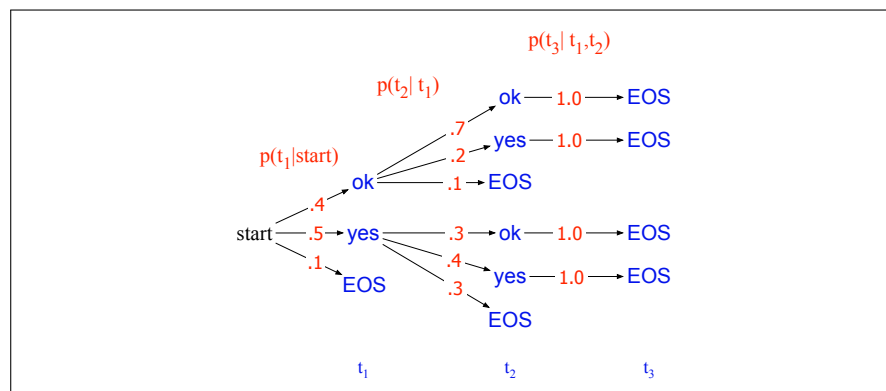 p(t3| t1,t2)
p(t2| t1)
ok 1.0 EOS
.7
yes 1.0 EOS
.2
p(t1|start)
ok .1 EOS
.4
start .5 yes .3 ok 1.0 EOS
.1 .4
EOS yes 1.0 EOS
.3
EOS
t1 t2 t3